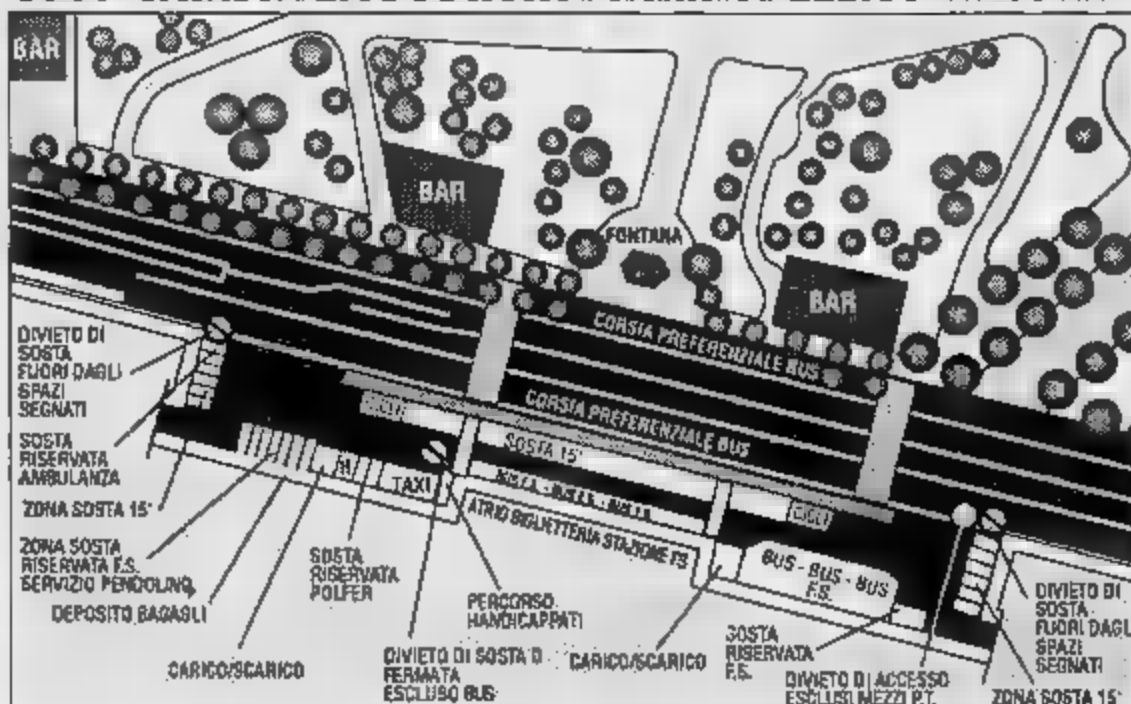 BAR
BAR
FONTANA
BAR
CORSIA PREFERENZIALE BUS
CORSIA PREFERENZIALE BUS
DIVIETO DI
SOSTA
FUORI DAGLI
SPAZI
SEGNATI
SOSTA
RISERVATA
AMBULANZA
ZONA SOSTA 15'
ZONA SOSTA
RISERVATA F.S.
SERVIZIO PENDOLINO
DEPOSITO BAGAGLI
CARICO/SCARICO
SOSTA
RISERVATA
POLFER
TAXI
SOSTA 15'
ATRIO BIGLIETTERIA STAZIONE FS
CICLI
BUS - BUS - BUS
F.S.
PERCORSO
HANDICAPPATI
DIVIETO DI SOSTA O
FERMATA
ESCLUSO BUS
CARICO/SCARICO
SOSTA
RISERVATA
F.S.
DIVIETO DI ACCESSO
ESCLUSI MEZZI P.T.
DIVIETO DI
SOSTA
FUORI DAGLI
SPAZI
SEGNATI
ZONA SOSTA 15'